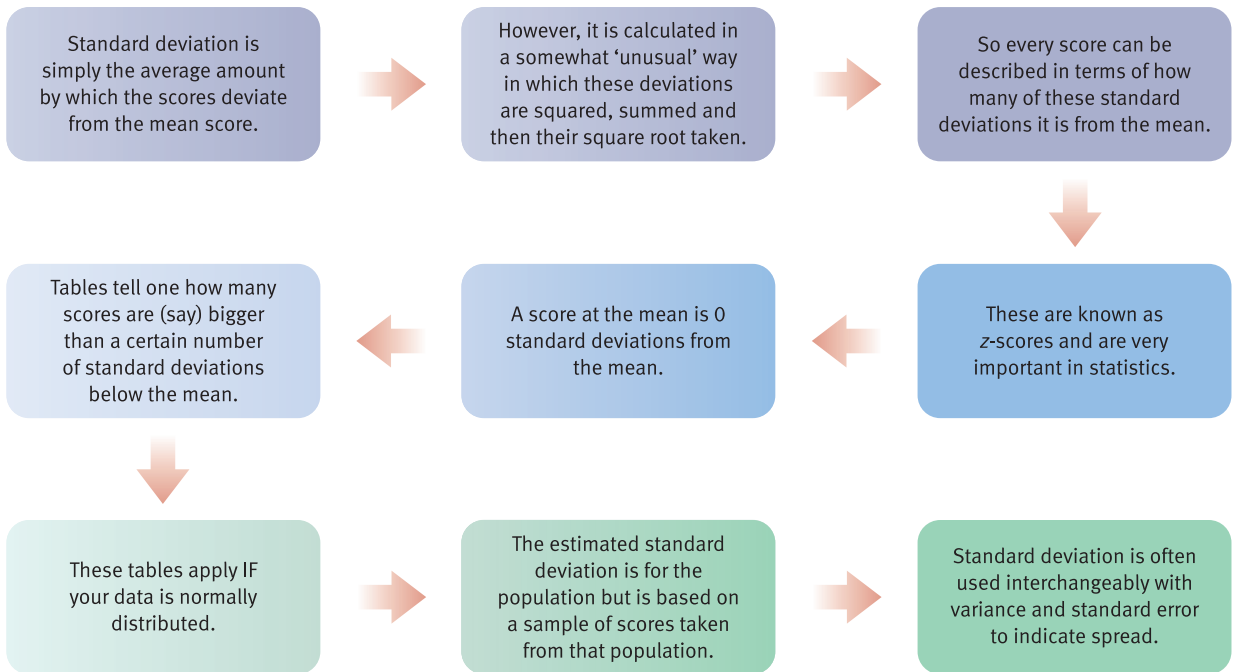 Standard deviation is
simply the average amount
by which the scores deviate
from the mean score.
However, it is calculated in
a somewhat ‘unusual’ way
in which these deviations
are squared, summed and
then their square root taken.
So every score can be
described in terms of how
many of these standard
deviations it is from the mean.
These are known as
z-scores and are very
important in statistics.
A score at the mean is 0
standard deviations from
the mean.
Tables tell one how many
scores are (say) bigger
than a certain number
of standard deviations
below the mean.
These tables apply IF
your data is normally
distributed.
The estimated standard
deviation is for the
population but is based on
a sample of scores taken
from that population.
Standard deviation is often
used interchangeably with
variance and standard error
to indicate spread.